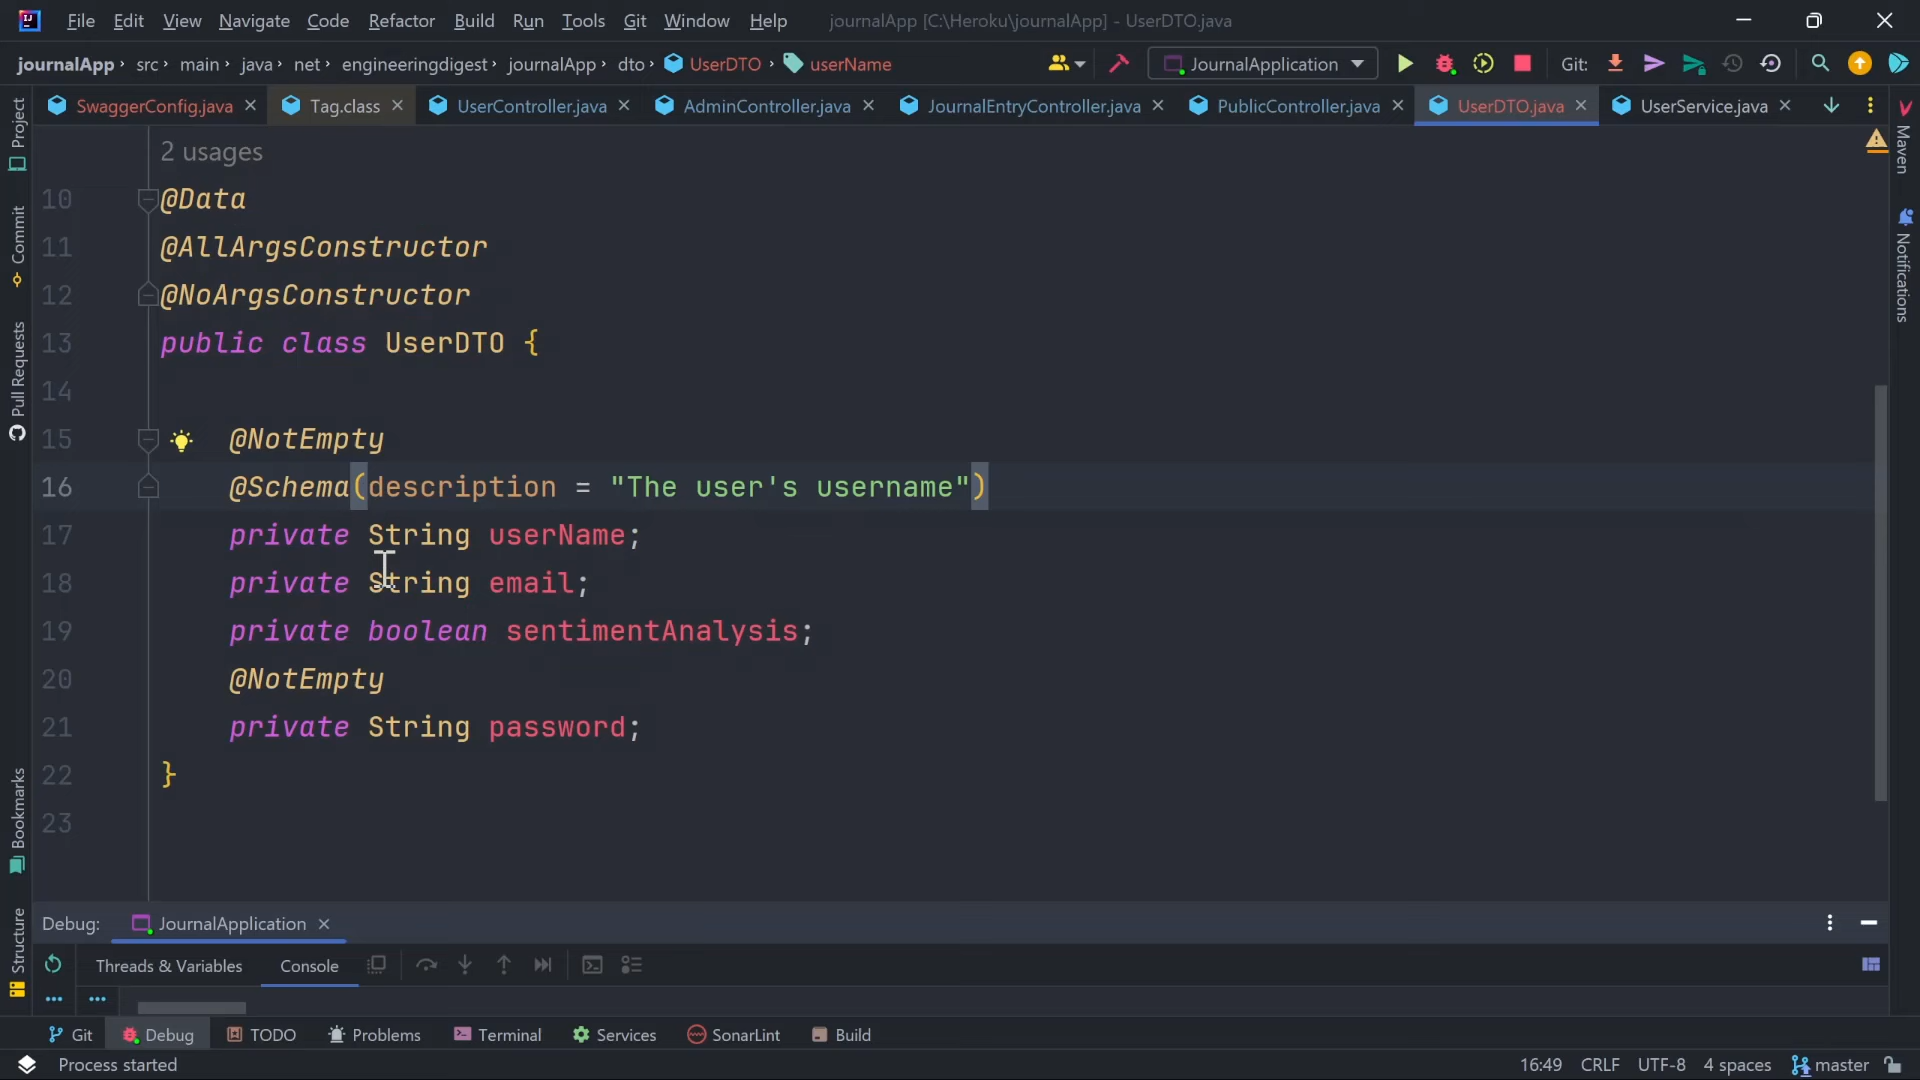 File Edit View Navigate Code Refactor Build Run Tools Git Window Help journalApp [C:\Heroku\journalApp] - UserDTO.java
journalApp src main java net engineeringdigest journalApp dto UserDTO userName JournalApplication Git:
SwaggerConfig.java Tag.class UserController.java AdminController.java JournalEntryController.java PublicController.java UserDTO.java UserService.java
Project
Commit
Pull Requests
Bookmarks
Structure
2 usages
10 @Data
11 @AllArgsConstructor
12 @NoArgsConstructor
13 public class UserDTO {
14
15 @NotEmpty
16 @Schema(description = "The user's username")
17 private String userName;
18 private String email;
19 private boolean sentimentAnalysis;
20 @NotEmpty
21 private String password;
22 }
23
Maven
Notifications
Debug: JournalApplication
Threads & Variables Console
Git Debug TODO Problems Terminal Services SonarLint Build
Process started 16:49 CRLF UTF-8 4 spaces master